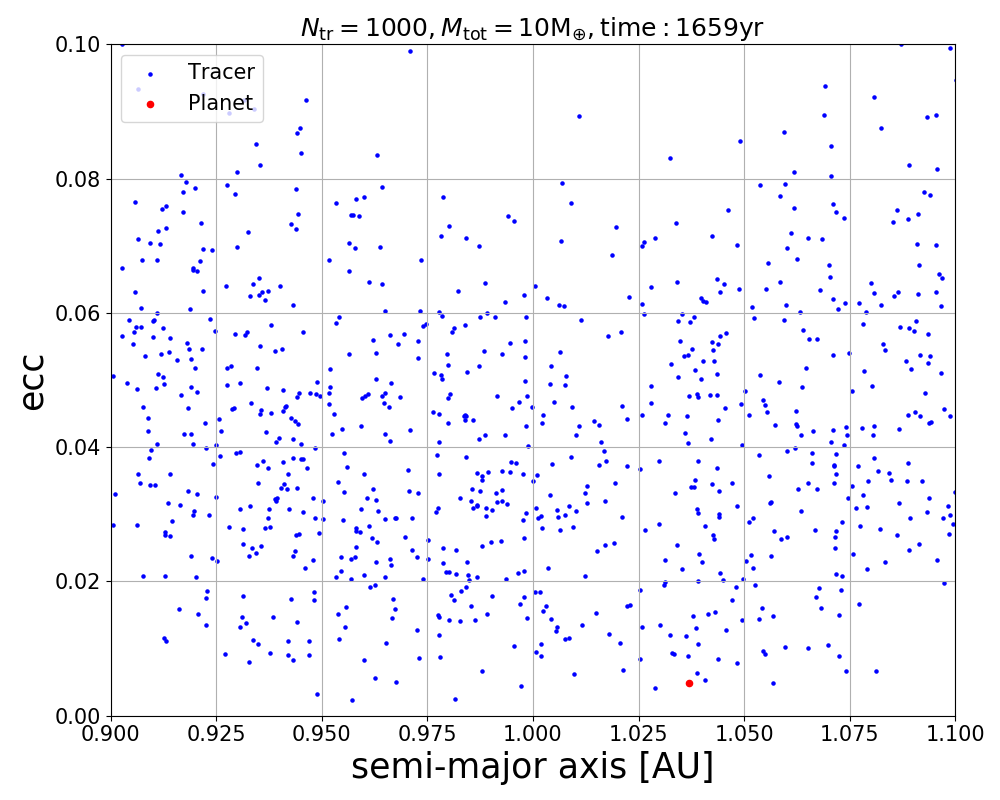 N_tr = 1000, M_tot = 10M_⊕, time : 1659yr
Tracer
Planet
ecc
0.10
0.08
0.06
0.04
0.02
0.00
0.900 0.925 0.950 0.975 1.000 1.025 1.050 1.075 1.100
semi-major axis [AU]